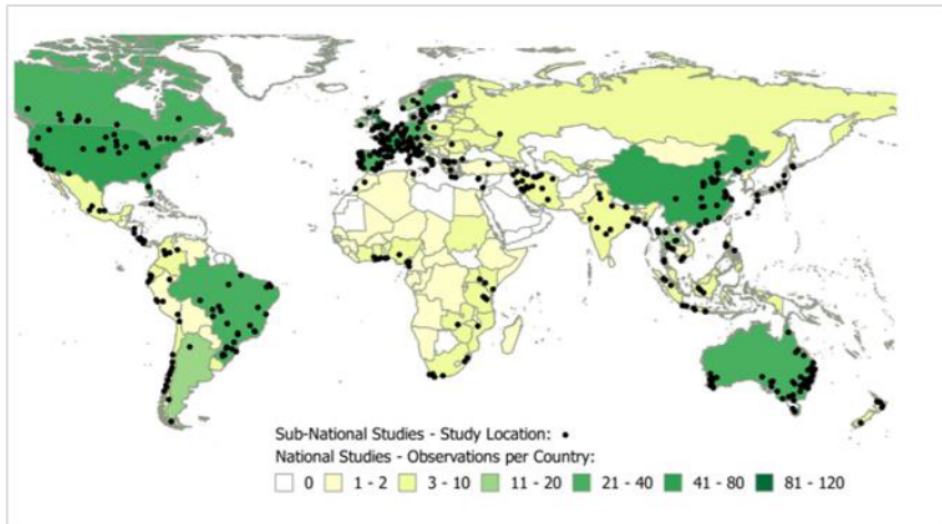 Sub-National Studies - Study Location:
National Studies - Observations per Country:
0 1 - 2 3 - 10 11 - 20 21 - 40 41 - 80 81 - 120